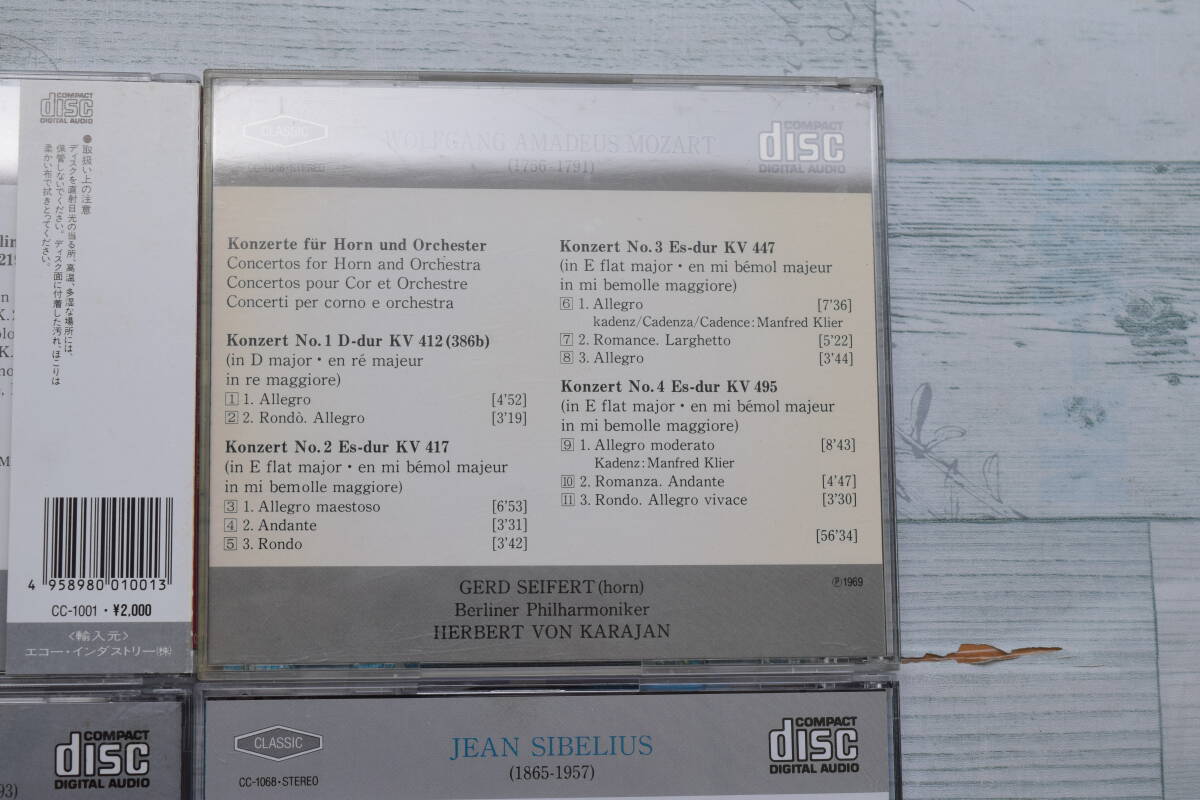 COMPACT
disc
DIGITAL AUDIO
●取扱い上の注意
ディスクを直射日光の当る所、高温、多湿な場所には、
保管しないでください。ディスク面に付着した汚れ、ほこりは
柔かい布で拭きとってください。
4 958980 010013
CC-1001・¥2,000
<輸入元>
エコー・インダストリー㈱
CLASSIC
WOLFGANG AMADEUS MOZART
(1756-1791)
STEREO
COMPACT
disc
DIGITAL AUDIO
Konzerte für Horn und Orchester
Concertos for Horn and Orchestra
Concertos pour Cor et Orchestre
Concerti per corno e orchestra
Konzert No.1 D-dur KV 412(386b)
(in D major・en ré majeur
in re maggiore)
1 1. Allegro [4'52]
2 2. Rondò. Allegro [3'19]
Konzert No.2 Es-dur KV 417
(in E flat major・en mi bémol majeur
in mi bemolle maggiore)
3 1. Allegro maestoso [6'53]
4 2. Andante [3'31]
5 3. Rondo [3'42]
Konzert No.3 Es-dur KV 447
(in E flat major・en mi bémol majeur
in mi bemolle maggiore)
6 1. Allegro [7'36]
kadenz/Cadenza/Cadence: Manfred Klier
7 2. Romance. Larghetto [5'22]
8 3. Allegro [3'44]
Konzert No.4 Es-dur KV 495
(in E flat major・en mi bémol majeur
in mi bemolle maggiore)
9 1. Allegro moderato [8'43]
Kadenz: Manfred Klier
10 2. Romanza. Andante [4'47]
11 3. Rondo. Allegro vivace [3'30]
[56'34]
GERD SEIFERT (horn)
Berliner Philharmoniker
HERBERT VON KARAJAN
℗1969
COMPACT
disc
DIGITAL AUDIO
93)
CLASSIC
CC-1068・STEREO
JEAN SIBELIUS
(1865-1957)
COMPACT
disc
DIGITAL AUDIO